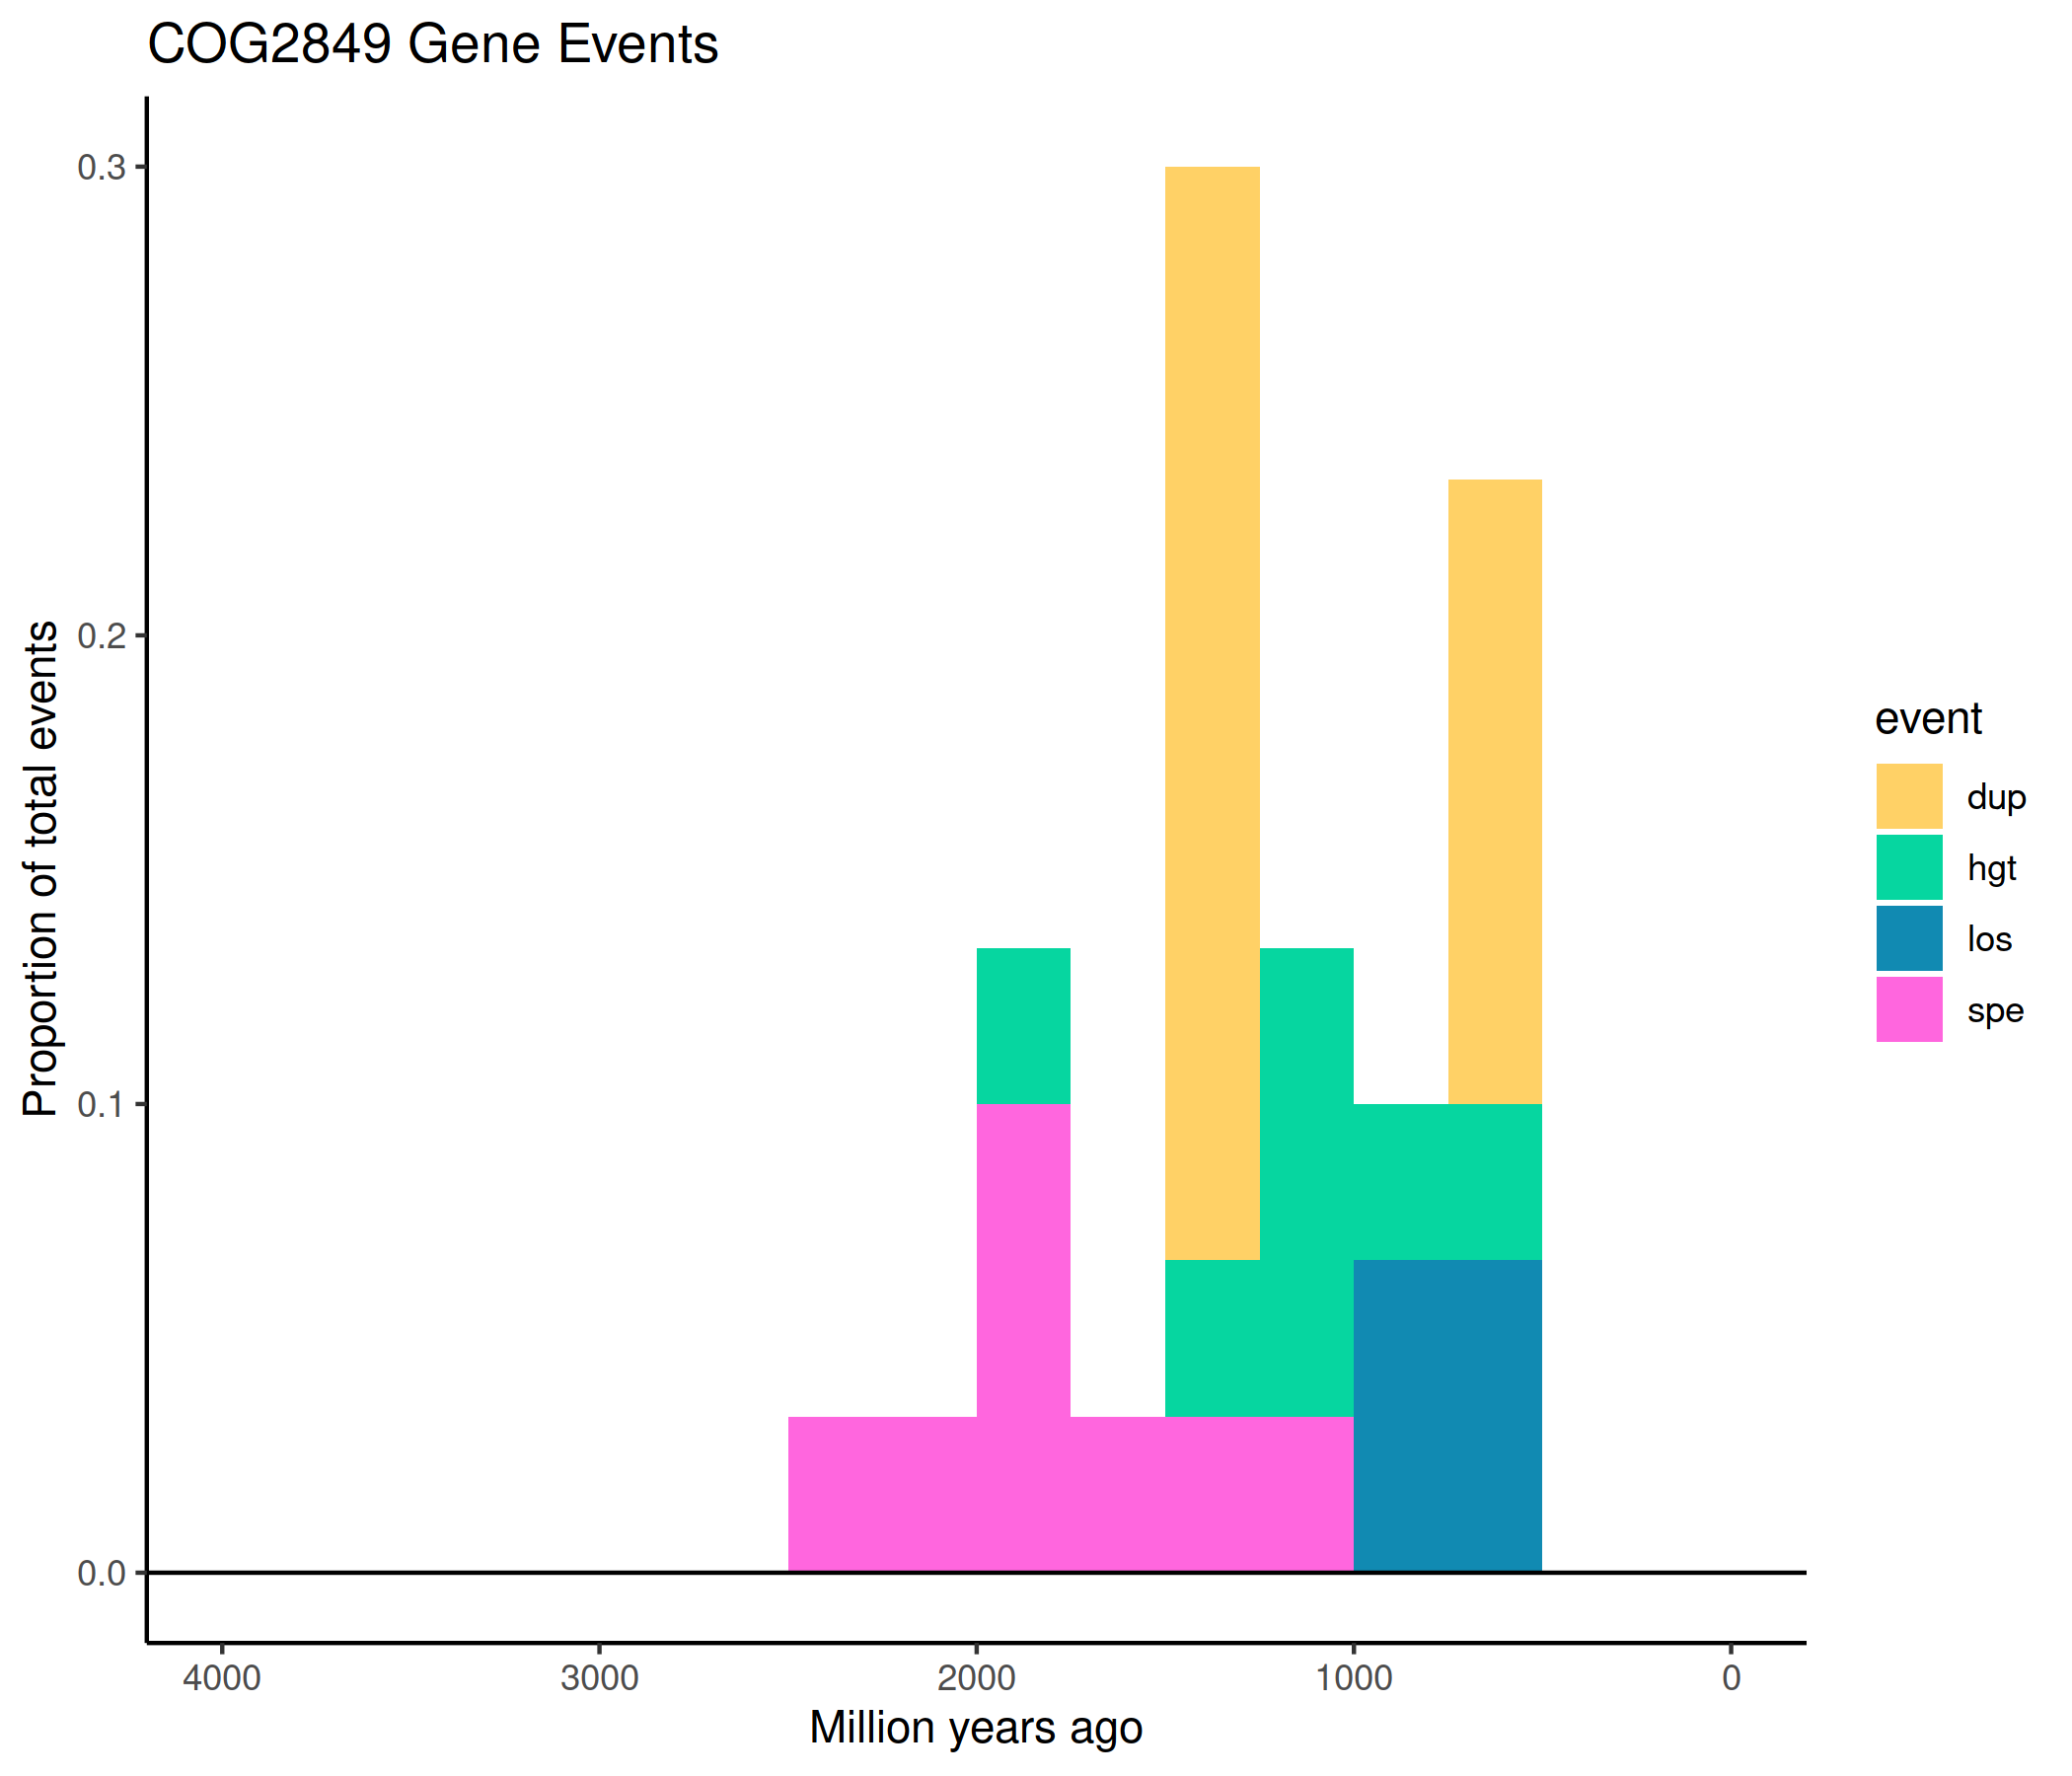 COG2849 Gene Events
Proportion of total events
0.3
0.2
0.1
0.0
4000 3000 2000 1000 0
Million years ago
event
dup
hgt
los
spe